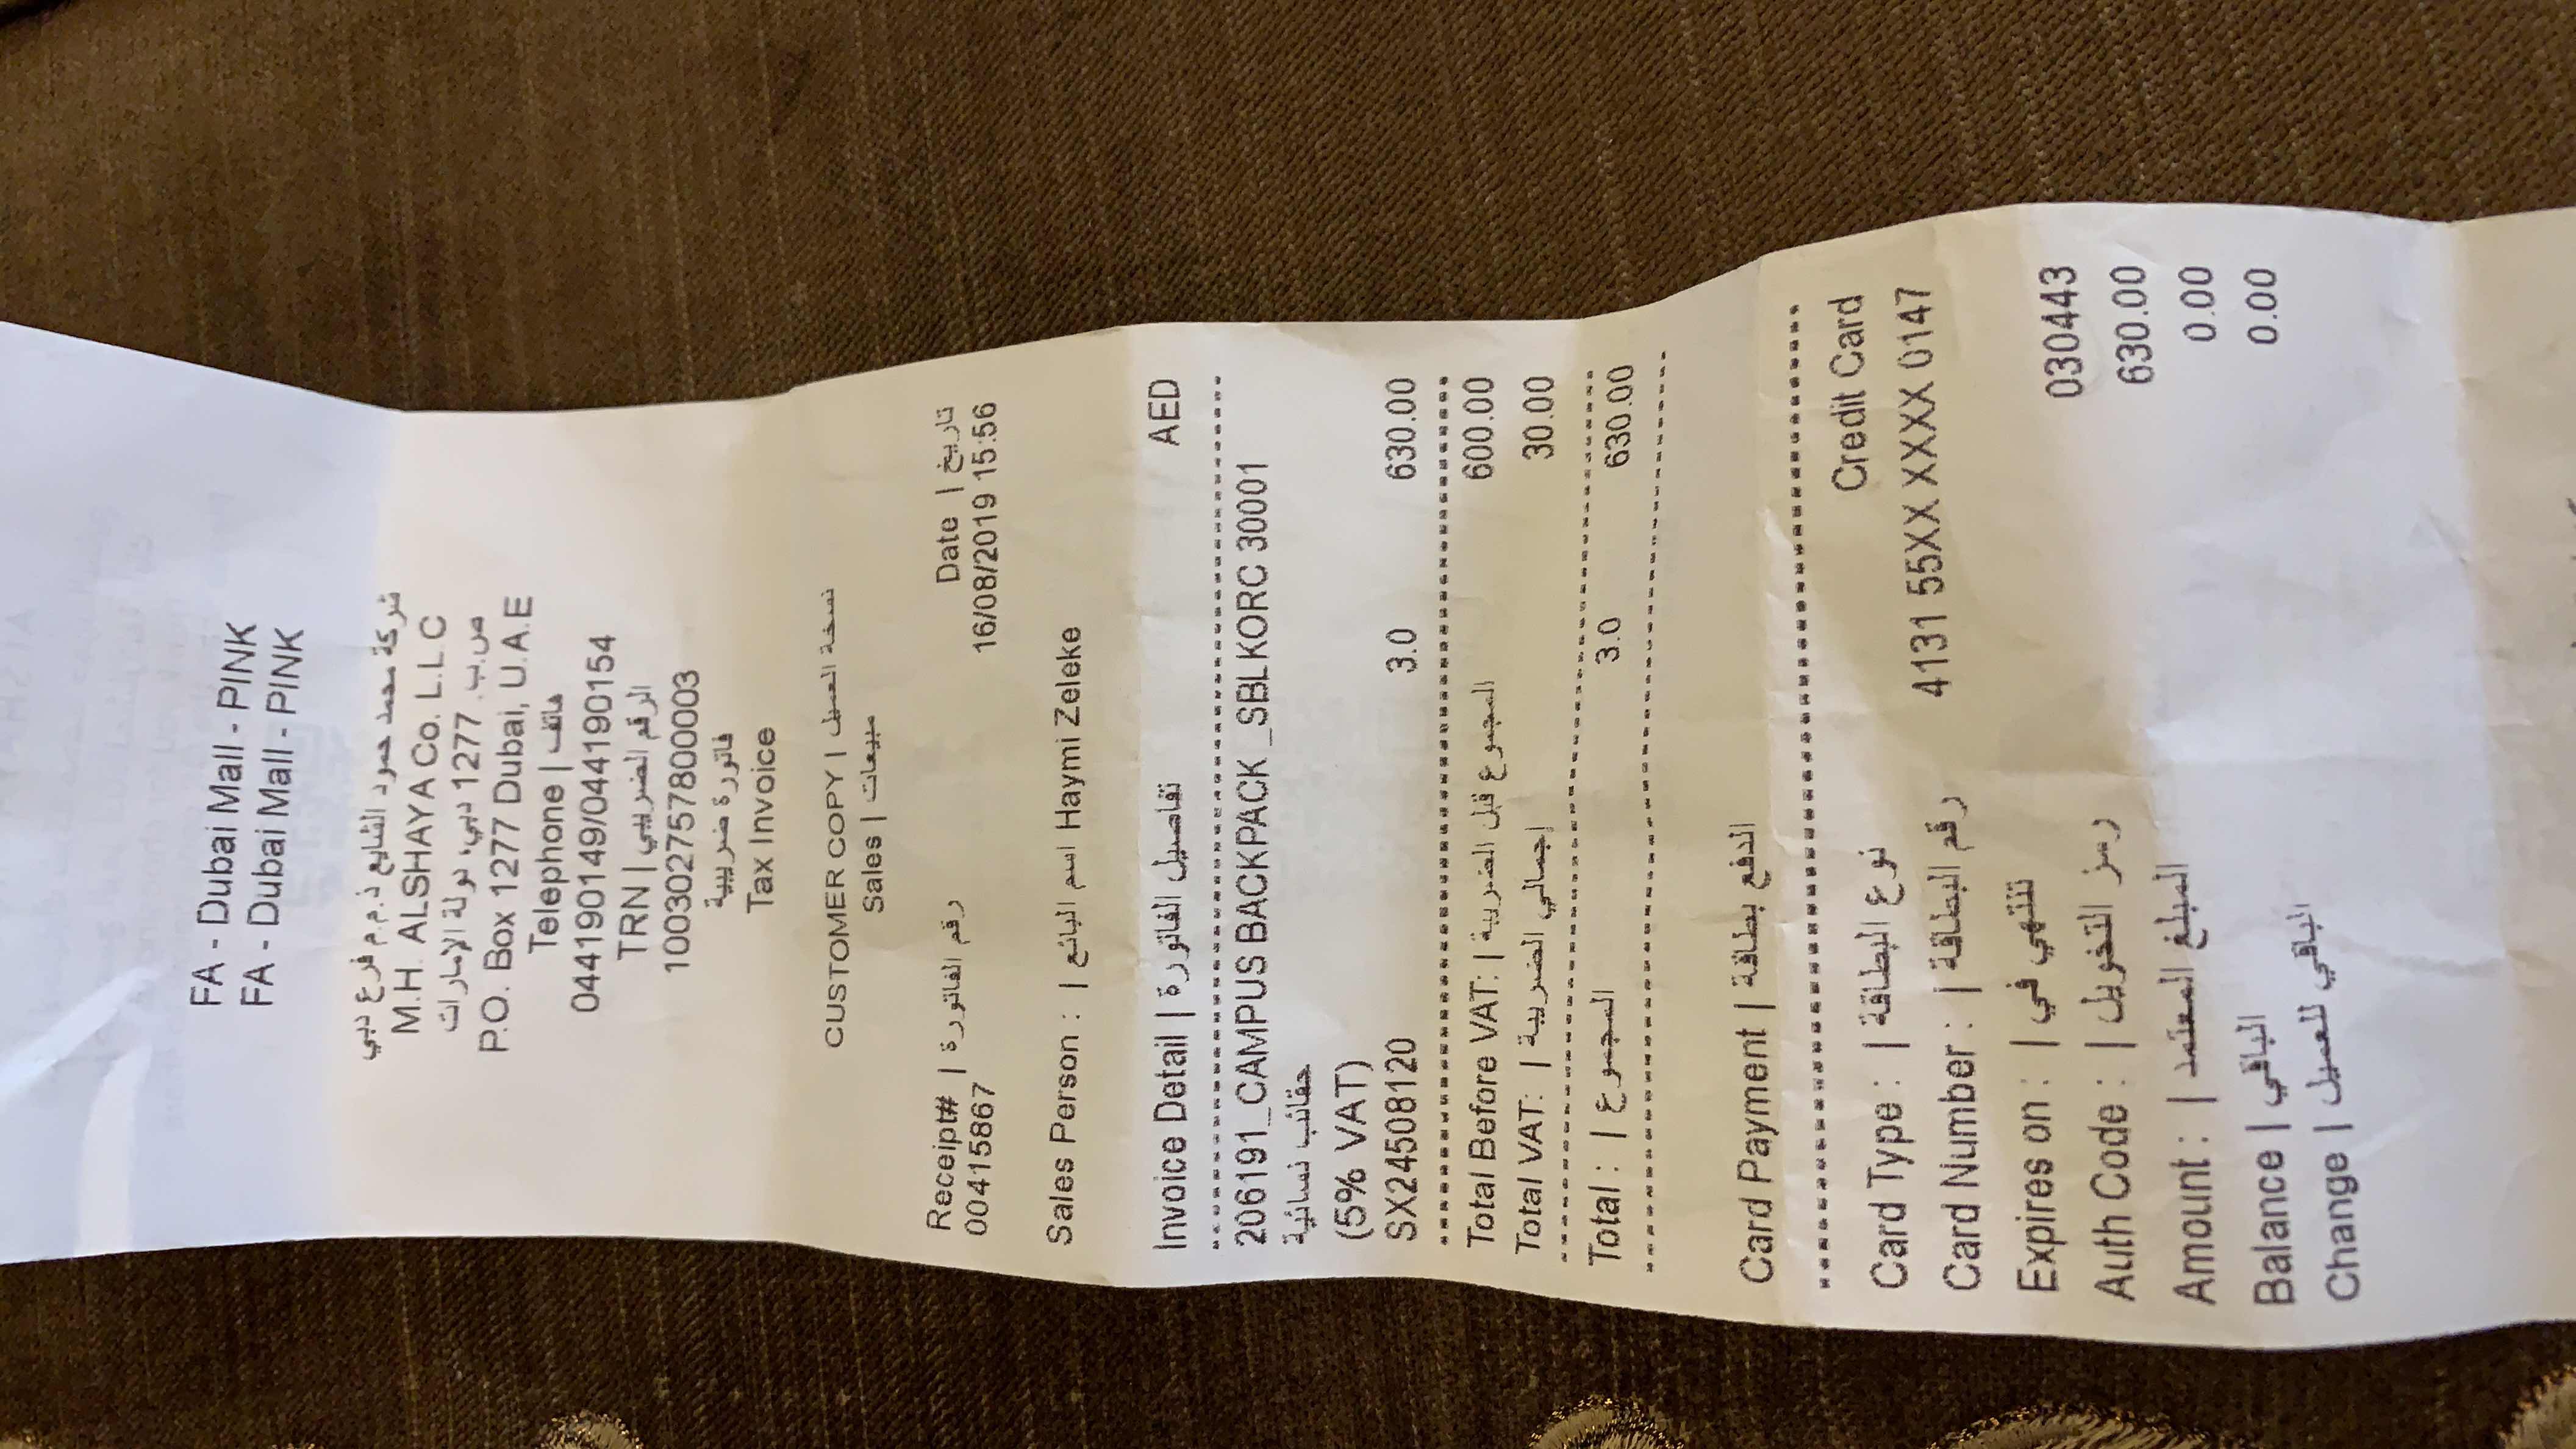 FA - Dubai Mall - PINK
FA - Dubai Mall - PINK
شركة محمد حمود الشايع ذ.م.م فرع دبي
M.H. ALSHAYA Co. L.L.C
ص.ب. 1277 دبي، دولة الإمارات
P.O. Box 1277 Dubai, U.A.E
Telephone | هاتف
044190149/044190154
TRN | الرقم الضريبي
100302757800003
فاتورة ضريبية
Tax Invoice
CUSTOMER COPY | نسخة العميل
Sales | مبيعات
Receipt# | رقم الفاتورة Date | تاريخ
00415867 16/08/2019 15:56
Sales Person : | اسم البائع Haymi Zeleke
Invoice Detail | تفاصيل الفاتورة AED
206191_CAMPUS BACKPACK _SBLKORC 30001
حقائب نسائية
(5% VAT)
SX24508120 3.0 630.00
Total Before VAT: | المجموع قبل الضريبة 600.00
Total VAT: | إجمالي الضريبة 30.00
Total : | المجموع 3.0 630.00
Card Payment | الدفع بطاقة
Card Type : | نوع البطاقة Credit Card
Card Number : | رقم البطاقة 4131 55XX XXXX 0147
Expires on : | تنتهي في
Auth Code : | رمز التخويل 030443
Amount : | المبلغ المعتمد 630.00
Balance | الباقي 0.00
Change | الباقي للعميل 0.00